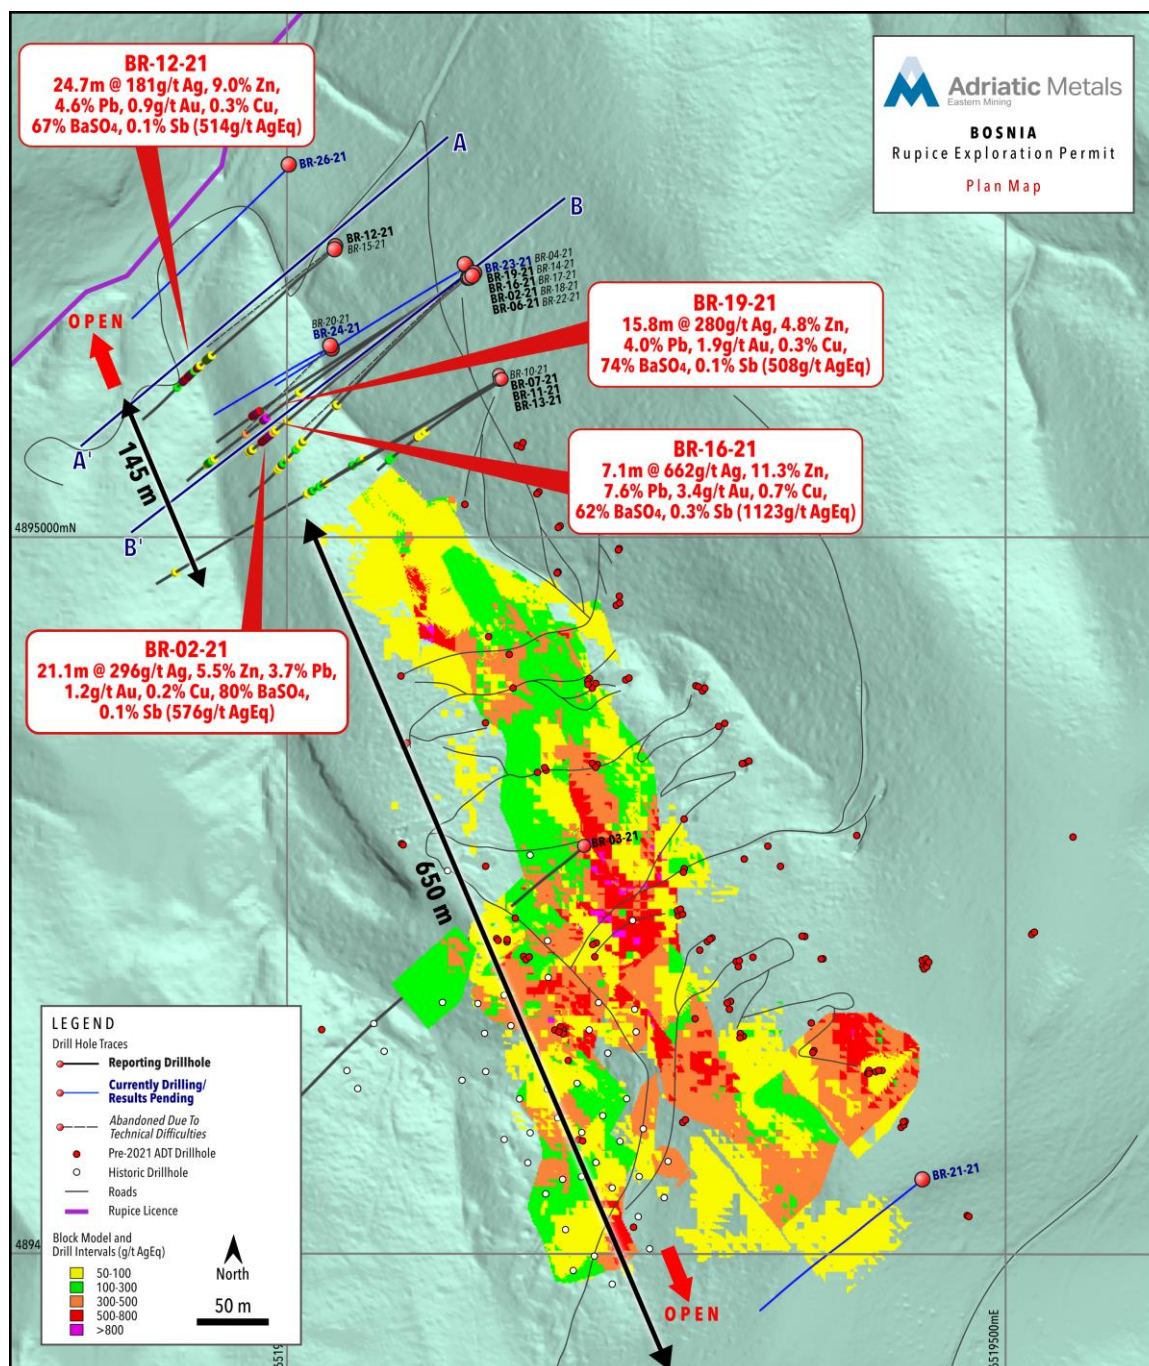 BR-12-21
24.7m @ 181g/t Ag, 9.0% Zn,
4.6% Pb, 0.9g/t Au, 0.3% Cu,
67% BaSO₄, 0.1% Sb (514g/t AgEq)
Adriatic Metals
Eastern Mining
BOSNIA
Rupice Exploration Permit
Plan Map
A
BR-26-21
B
BR-12-21
BR-15-21
BR-23-21 BR-04-21
BR-19-21 BR-14-21
BR-16-21 BR-17-21
BR-02-21 BR-18-21
BR-06-21 BR-22-21
OPEN
BR-20-21
BR-24-21
BR-19-21
15.8m @ 280g/t Ag, 4.8% Zn,
4.0% Pb, 1.9g/t Au, 0.3% Cu,
74% BaSO₄, 0.1% Sb (508g/t AgEq)
BR-10-21
BR-07-21
BR-11-21
BR-13-21
A'
145 m
BR-16-21
7.1m @ 662g/t Ag, 11.3% Zn,
7.6% Pb, 3.4g/t Au, 0.7% Cu,
62% BaSO₄, 0.3% Sb (1123g/t AgEq)
4895000mN
B'
BR-02-21
21.1m @ 296g/t Ag, 5.5% Zn, 3.7% Pb,
1.2g/t Au, 0.2% Cu, 80% BaSO₄,
0.1% Sb (576g/t AgEq)
BR-03-21
650 m
BR-21-21
OPEN
LEGEND
Drill Hole Traces
Reporting Drillhole
Currently Drilling/
Results Pending
Abandoned Due To
Technical Difficulties
Pre-2021 ADT Drillhole
Historic Drillhole
Roads
Rupice Licence
Block Model and
Drill Intervals (g/t AgEq)
50-100
100-300
300-500
500-800
>800
North
50 m
4894
6519
6519500mE